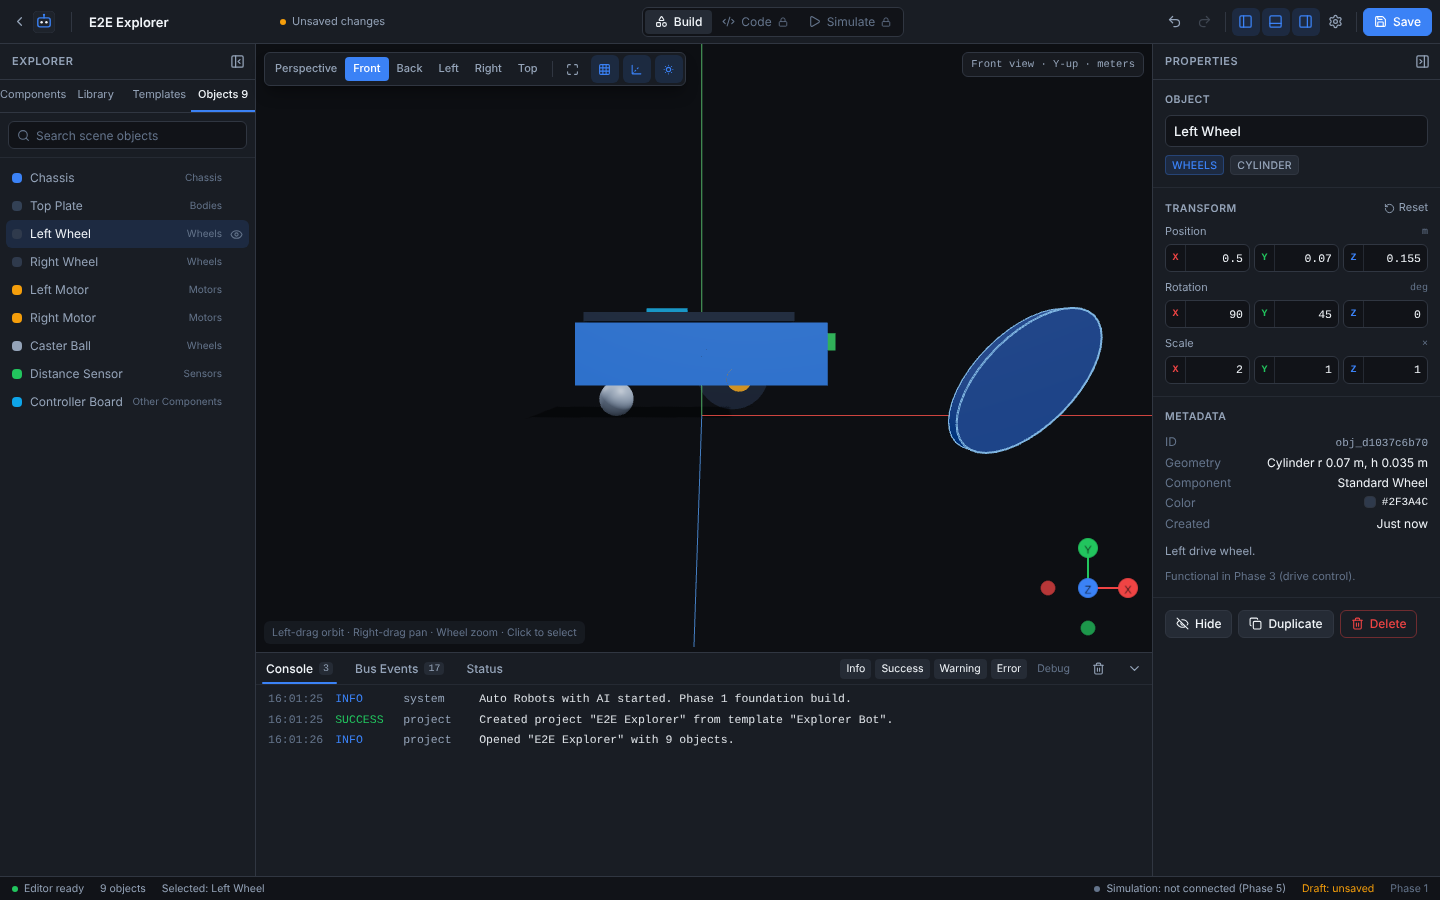 E2E Explorer
Unsaved changes
Build
Code
Simulate
Save
EXPLORER
Components
Library
Templates
Objects 9
Search scene objects
Chassis Chassis
Top Plate Bodies
Left Wheel Wheels
Right Wheel Wheels
Left Motor Motors
Right Motor Motors
Caster Ball Wheels
Distance Sensor Sensors
Controller Board Other Components
Perspective Front Back Left Right Top
Front view · Y-up · meters
Y
Z
X
Left-drag orbit · Right-drag pan · Wheel zoom · Click to select
Console 3
Bus Events 17
Status
Info Success Warning Error Debug
16:01:25 INFO system Auto Robots with AI started. Phase 1 foundation build.
16:01:25 SUCCESS project Created project "E2E Explorer" from template "Explorer Bot".
16:01:26 INFO project Opened "E2E Explorer" with 9 objects.
PROPERTIES
OBJECT
Left Wheel
WHEELS CYLINDER
TRANSFORM Reset
Position m
X 0.5 Y 0.07 Z 0.155
Rotation deg
X 90 Y 45 Z 0
Scale ×
X 2 Y 1 Z 1
METADATA
ID obj_d1037c6b70
Geometry Cylinder r 0.07 m, h 0.035 m
Component Standard Wheel
Color #2F3A4C
Created Just now
Left drive wheel.
Functional in Phase 3 (drive control).
Hide Duplicate Delete
Editor ready 9 objects Selected: Left Wheel
Simulation: not connected (Phase 5) Draft: unsaved Phase 1